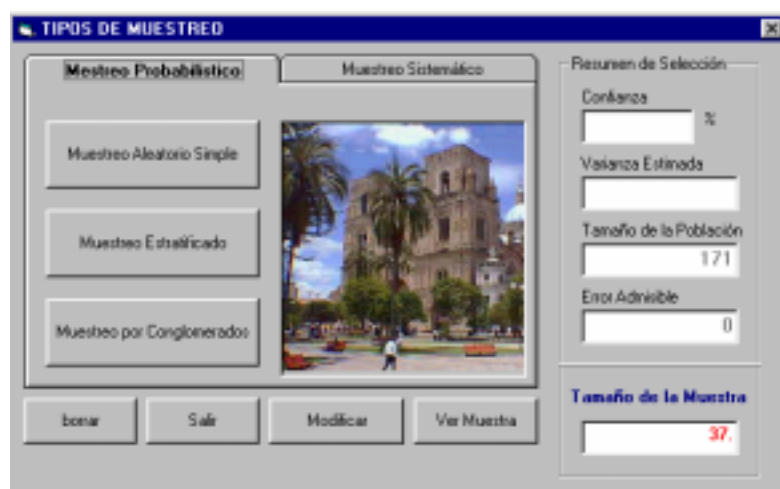 TIPOS DE MUESTREO
Mestreo Probabilístico
Muestreo Sistemático
Muestreo Aleatorio Simple
Muestreo Estratificado
Muestreo por Conglomerados
borrar
Salir
Modificar
Ver Muestra
Resumen de Selección
Confianza
%
Varianza Estimada
Tamaño de la Población
171
Error Admisible
0
Tamaño de la Muestra
37.